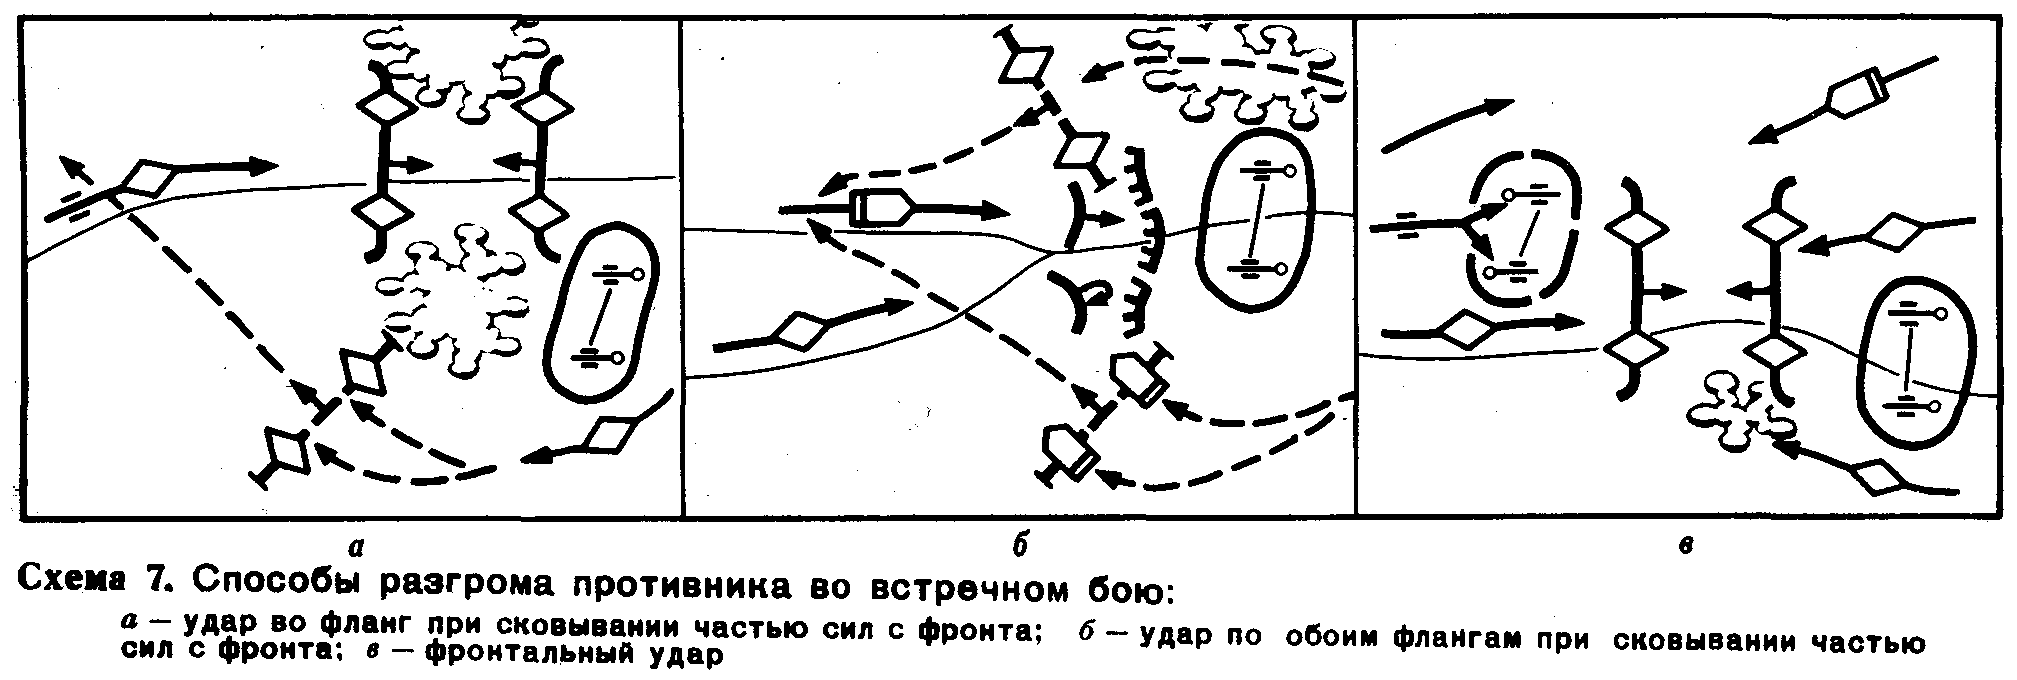 а б в
Схема 7. Способы разгрома противника во встречном бою:
а — удар во фланг при сковывании частью сил с фронта; б — удар по обоим флангам при сковывании частью
сил с фронта; в — фронтальный удар